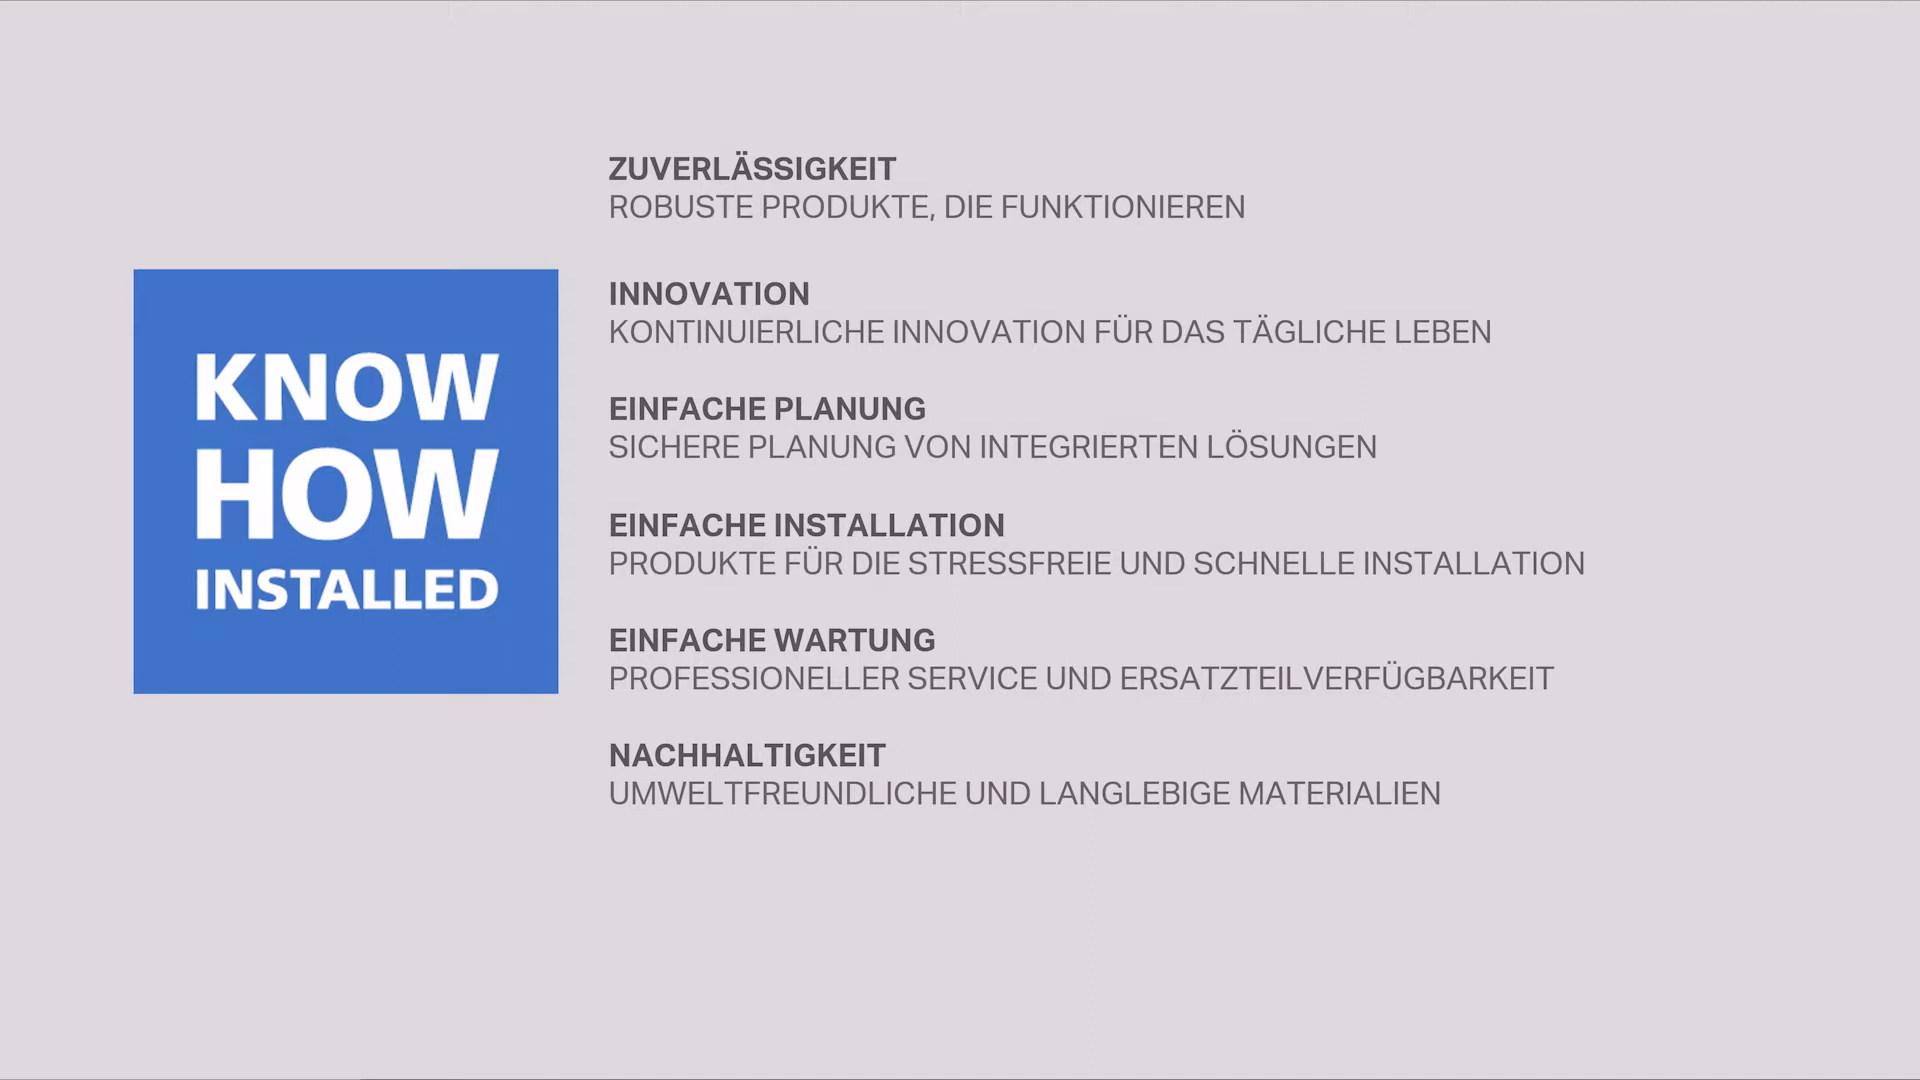 KNOW
HOW
INSTALLED
ZUVERLÄSSIGKEIT
ROBUSTE PRODUKTE, DIE FUNKTIONIEREN
INNOVATION
KONTINUIERLICHE INNOVATION FÜR DAS TÄGLICHE LEBEN
EINFACHE PLANUNG
SICHERE PLANUNG VON INTEGRIERTEN LÖSUNGEN
EINFACHE INSTALLATION
PRODUKTE FÜR DIE STRESSFREIE UND SCHNELLE INSTALLATION
EINFACHE WARTUNG
PROFESSIONELLER SERVICE UND ERSATZTEILVERFÜGBARKEIT
NACHHALTIGKEIT
UMWELTFREUNDLICHE UND LANGLEBIGE MATERIALIEN